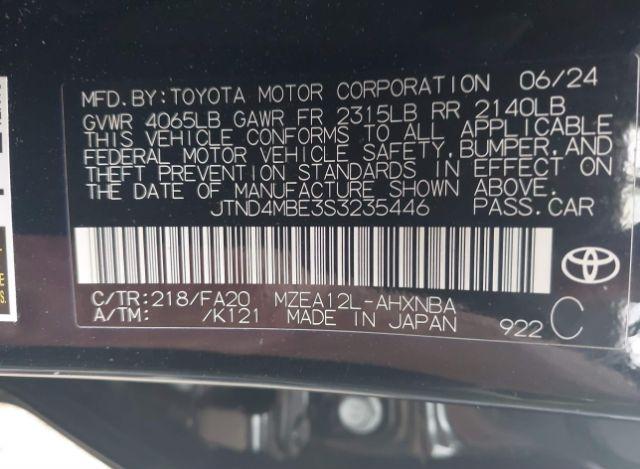 MFD.BY:TOYOTA MOTOR CORPORATION 06/24
GVWR 4065LB GAWR FR 2315LB RR 2140LB
THIS VEHICLE CONFORMS TO ALL APPLICABLE
FEDERAL MOTOR VEHICLE SAFETY,BUMPER,AND
THEFT PREVENTION STANDARDS IN EFFECT ON
THE DATE OF MANUFACTURE SHOWN ABOVE.
JTND4MBE3S3235446 PASS.CAR
C/TR:218/FA20 MZEA12L-AHXNBA
A/TM: /K121 MADE IN JAPAN 922 C